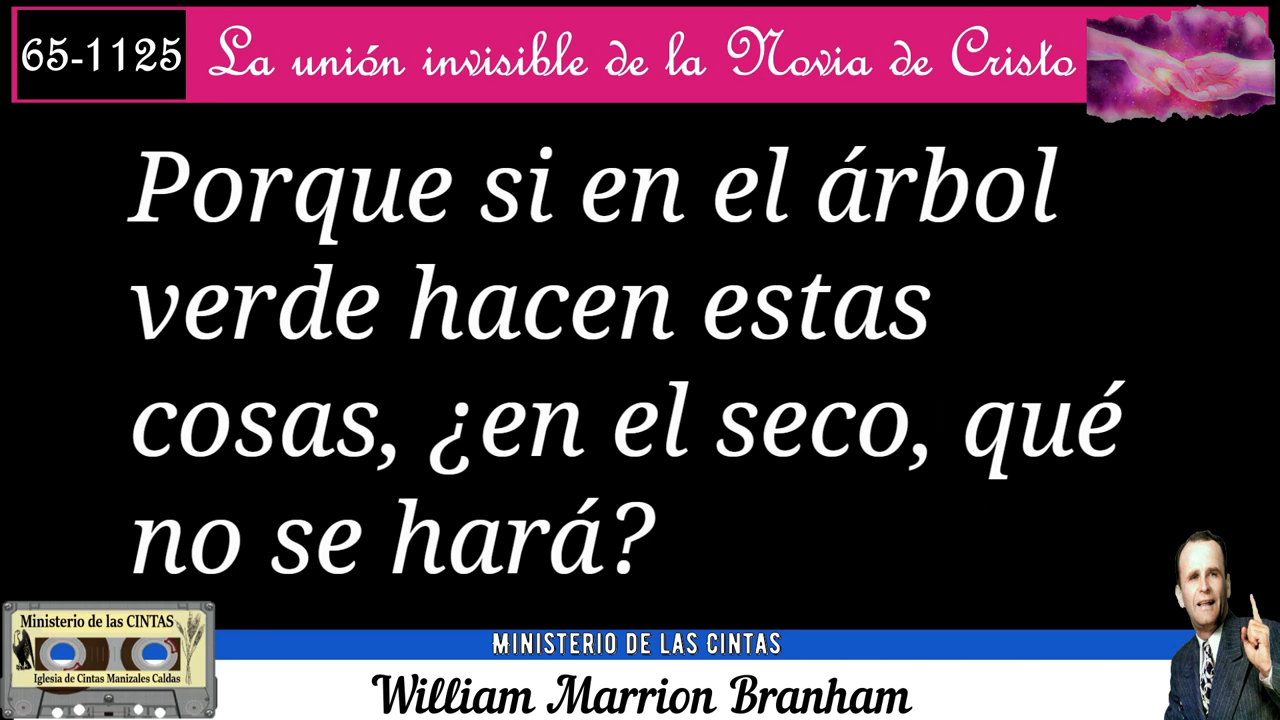 65-1125
La unión invisible de la Novia de Cristo
Porque si en el árbol
verde hacen estas
cosas, ¿en el seco, qué
no se hará?
Ministerio de las CINTAS
Iglesia de Cintas Manizales Caldas
MINISTERIO DE LAS CINTAS
William Marrion Branham